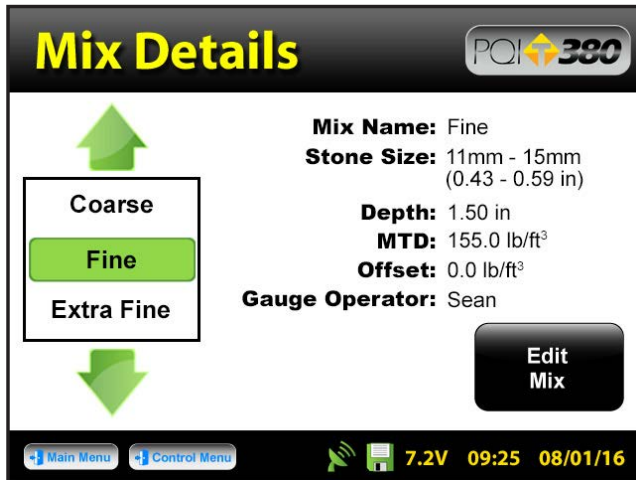 Mix Details
PQI T 380
Coarse
Fine
Extra Fine
Mix Name: Fine
Stone Size: 11mm - 15mm
(0.43 - 0.59 in)
Depth: 1.50 in
MTD: 155.0 lb/ft³
Offset: 0.0 lb/ft³
Gauge Operator: Sean
Edit
Mix
Main Menu
Control Menu
7.2V 09:25 08/01/16